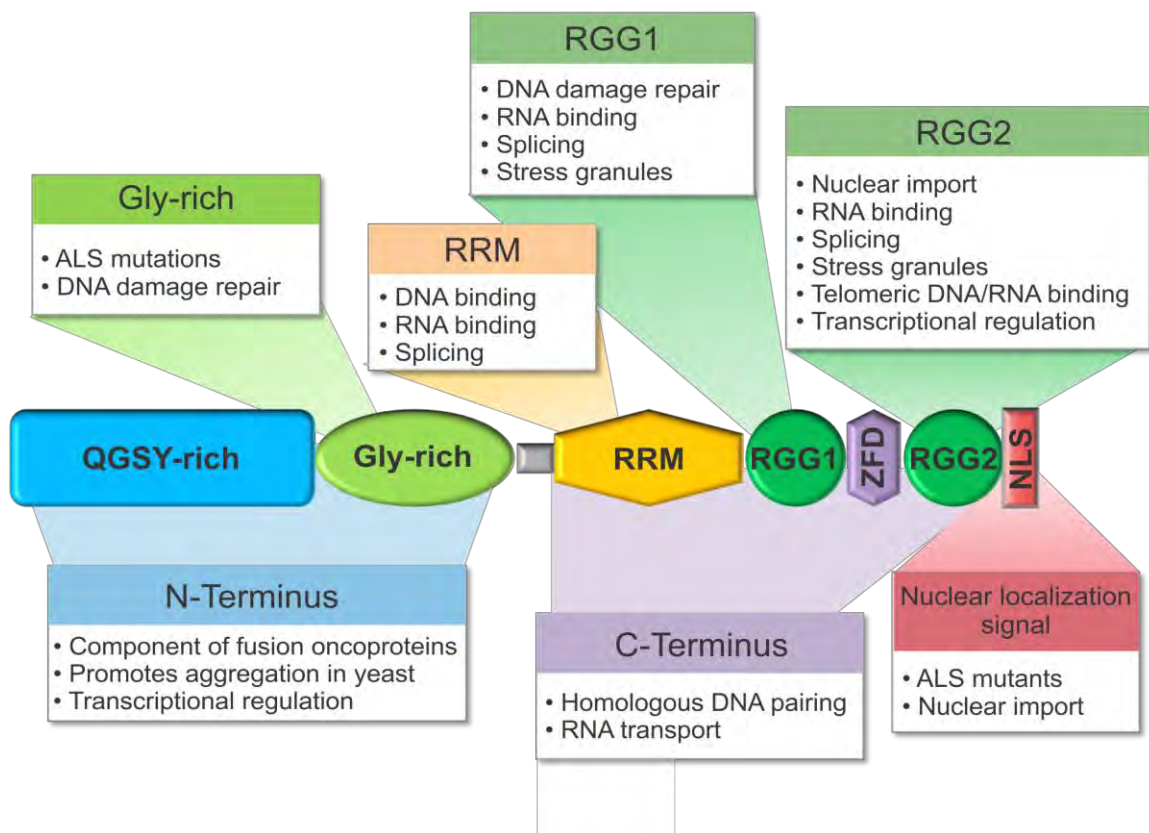 RGG1
• DNA damage repair
• RNA binding
• Splicing
• Stress granules
RGG2
• Nuclear import
• RNA binding
• Splicing
• Stress granules
• Telomeric DNA/RNA binding
• Transcriptional regulation
Gly-rich
• ALS mutations
• DNA damage repair
RRM
• DNA binding
• RNA binding
• Splicing
QGSY-rich
Gly-rich
RRM
RGG1
ZFD
RGG2
NLS
N-Terminus
• Component of fusion oncoproteins
• Promotes aggregation in yeast
• Transcriptional regulation
C-Terminus
• Homologous DNA pairing
• RNA transport
Nuclear localization
signal
• ALS mutants
• Nuclear import